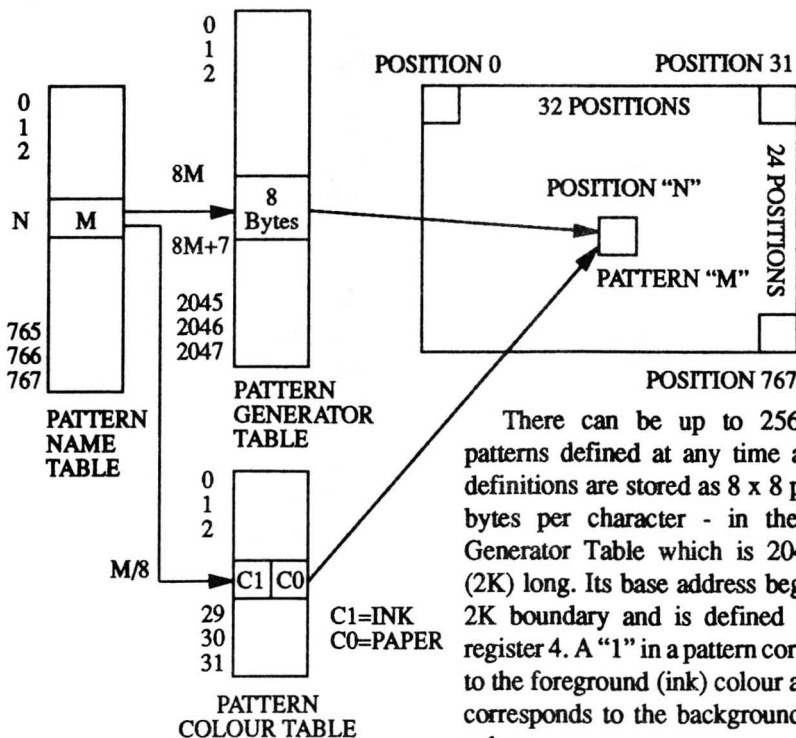 0
1
2
N
M
765
766
767
PATTERN
NAME
TABLE
0
1
2
8M
8
Bytes
8M+7
2045
2046
2047
PATTERN
GENERATOR
TABLE
M/8
0
1
2
C1 C0
29
30
31
C1=INK
C0=PAPER
PATTERN
COLOUR TABLE
POSITION 0 POSITION 31
32 POSITIONS
24 POSITIONS
POSITION “N”
PATTERN “M”
POSITION 767
There can be up to 256
patterns defined at any time a
definitions are stored as 8 x 8 p
bytes per character - in the
Generator Table which is 204
(2K) long. Its base address beg
2K boundary and is defined
register 4. A “1” in a pattern cor
to the foreground (ink) colour a
corresponds to the background